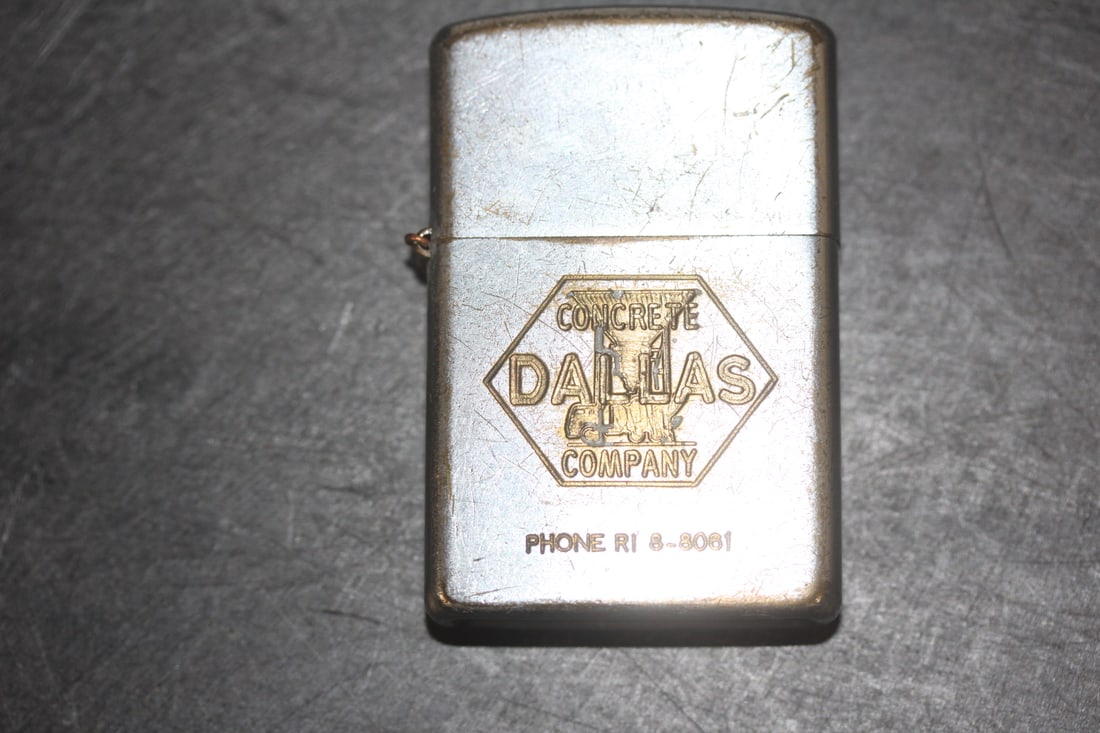 CONCRETE
DALLAS
COMPANY
PHONE RI 8-8061